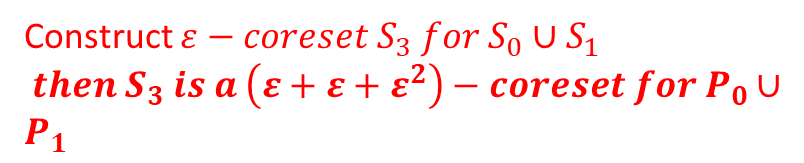 Construct ε − coreset S₃ for S₀ ∪ S₁
then S₃ is a (ε + ε + ε²) − coreset for P₀ ∪
P₁